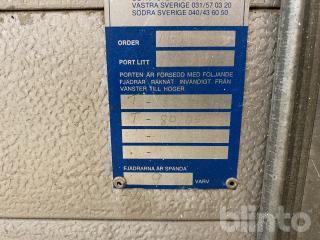 VÄSTRA SVERIGE 031/57 03 20
SÖDRA SVERIGE 040/43 60 50
ORDER
PORT LITT
PORTEN ÄR FÖRSEDD MED FÖLJANDE
FJÄDRAR RÄKNAT INVÄNDIGT FRÅN
VÄNSTER TILL HÖGER
FJÄDRARNA ÄR SPÄNDA
VARV
blinto